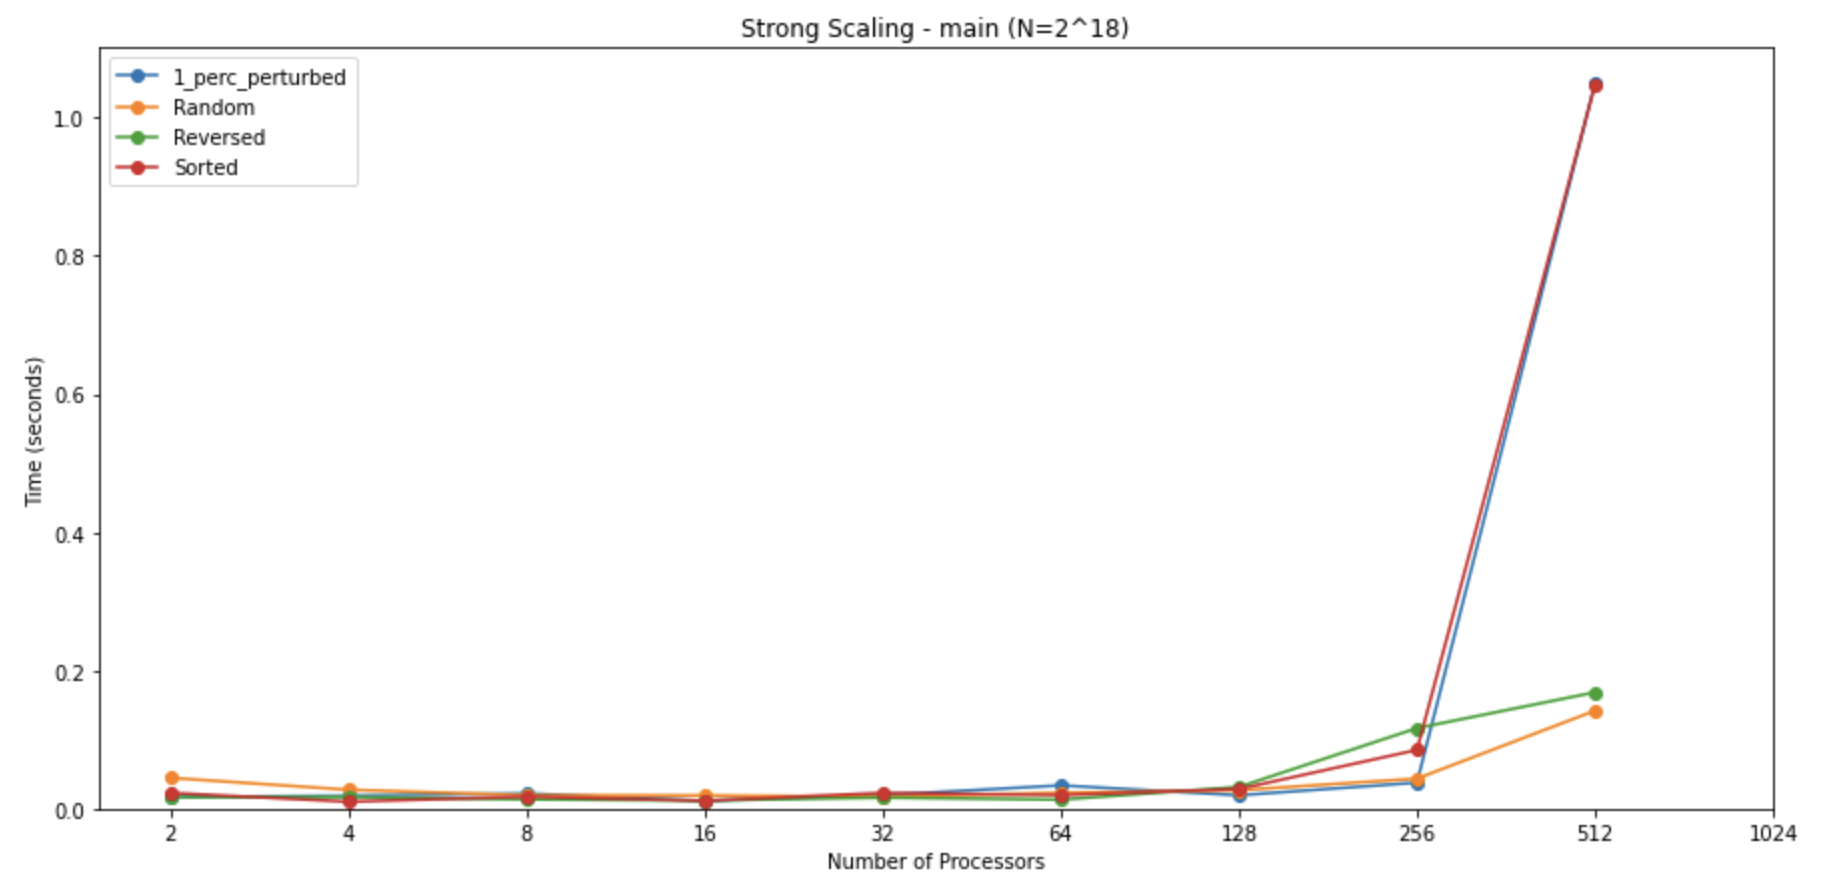 Strong Scaling - main (N=2^18)
1_perc_perturbed
Random
Reversed
Sorted
Time (seconds)
1.0
0.8
0.6
0.4
0.2
0.0
2 4 8 16 32 64 128 256 512 1024
Number of Processors